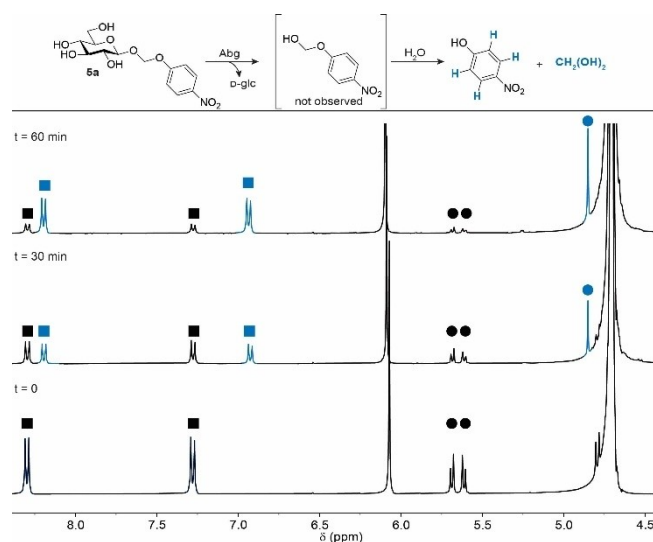 OH
HO
HO
O
O
O
OH
5a
NO₂
Abg
D-glc
HO
O
NO₂
not observed
H₂O
HO
H
H
H
NO₂
+
CH₂(OH)₂
t = 60 min
t = 30 min
t = 0
8.0 7.5 7.0 6.5 6.0 5.5 5.0 4.5
δ (ppm)